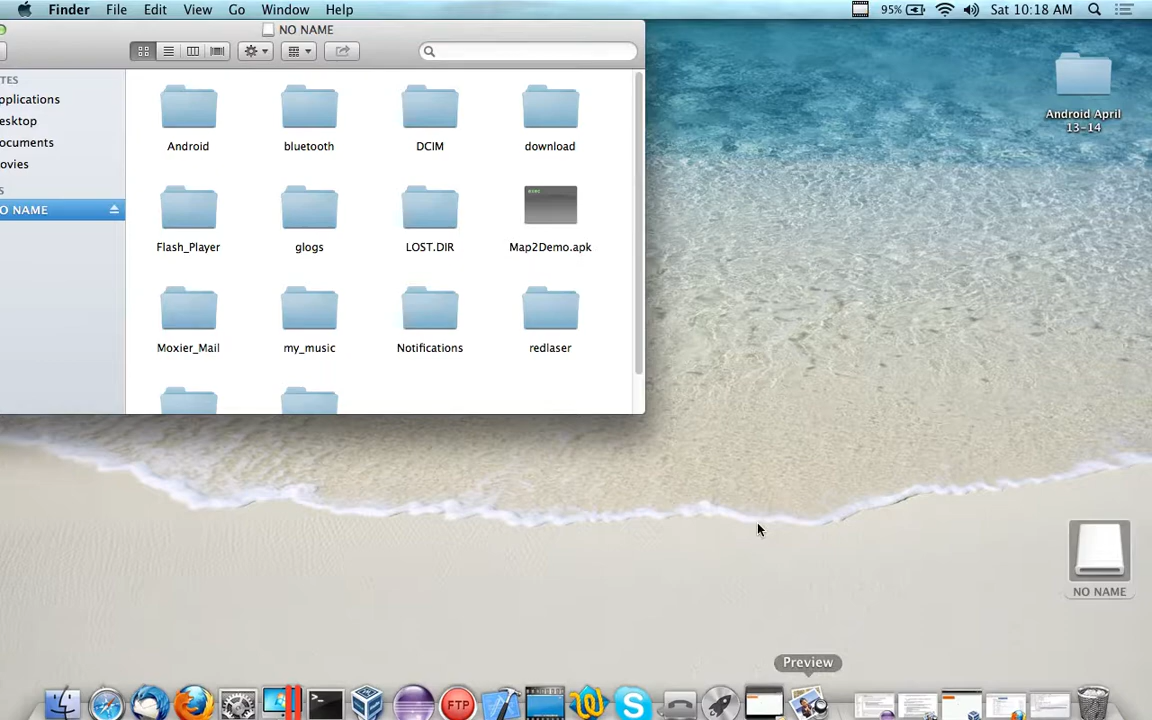 Finder File Edit View Go Window Help 95% Sat 10:18 AM
NO NAME
TES
pplications
esktop
ocuments
ovies
S
O NAME
Android bluetooth DCIM download
Flash_Player glogs LOST.DIR Map2Demo.apk
Moxier_Mail my_music Notifications redlaser
Android April
13-14
NO NAME
Preview
FTP